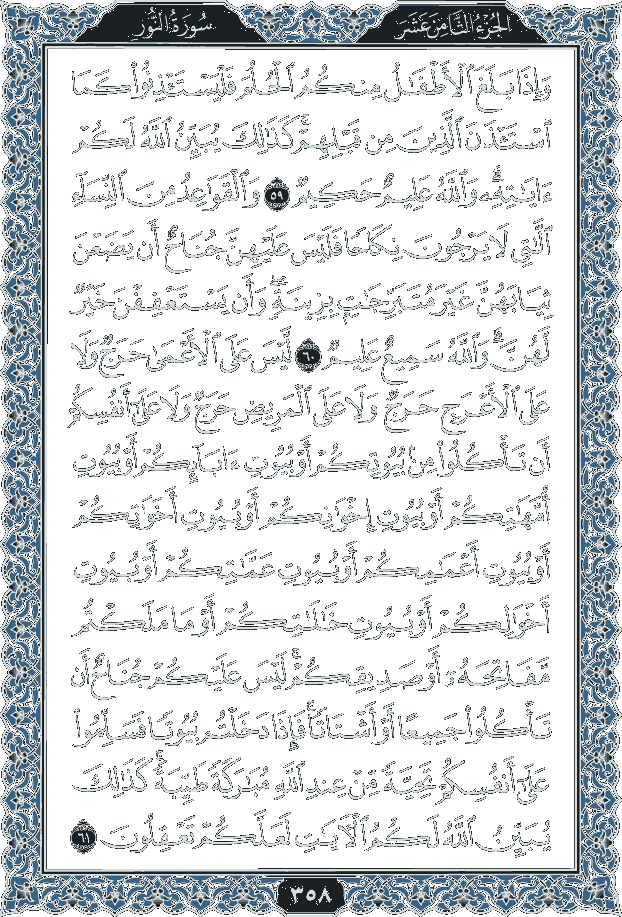 الجزء الثامن عشر
سورة النور
وَإِذَا بَلَغَ ٱلْأَطْفَٰلُ مِنكُمُ ٱلْحُلُمَ فَلْيَسْتَـْٔذِنُوا۟ كَمَا
ٱسْتَـْٔذَنَ ٱلَّذِينَ مِن قَبْلِهِمْ ۚ كَذَٰلِكَ يُبَيِّنُ ٱللَّهُ لَكُمْ
ءَايَٰتِهِۦ ۗ وَٱللَّهُ عَلِيمٌ حَكِيمٌ ٥٩ وَٱلْقَوَٰعِدُ مِنَ ٱلنِّسَآءِ
ٱلَّٰتِى لَا يَرْجُونَ نِكَاحًا فَلَيْسَ عَلَيْهِنَّ جُنَاحٌ أَن يَضَعْنَ
ثِيَابَهُنَّ غَيْرَ مُتَبَرِّجَٰتٍۭ بِزِينَةٍ ۖ وَأَن يَسْتَعْفِفْنَ خَيْرٌ
لَّهُنَّ ۗ وَٱللَّهُ سَمِيعٌ عَلِيمٌ ٦٠ لَّيْسَ عَلَى ٱلْأَعْمَىٰ حَرَجٌ وَلَا
عَلَى ٱلْأَعْرَجِ حَرَجٌ وَلَا عَلَى ٱلْمَرِيضِ حَرَجٌ وَلَا عَلَىٰٓ أَنفُسِكُمْ
أَن تَأْكُلُوا۟ مِنۢ بُيُوتِكُمْ أَوْ بُيُوتِ ءَابَآئِكُمْ أَوْ بُيُوتِ
أُمَّهَٰتِكُمْ أَوْ بُيُوتِ إِخْوَٰنِكُمْ أَوْ بُيُوتِ أَخَوَٰتِكُمْ
أَوْ بُيُوتِ أَعْمَٰمِكُمْ أَوْ بُيُوتِ عَمَّٰتِكُمْ أَوْ بُيُوتِ
أَخْوَٰلِكُمْ أَوْ بُيُوتِ خَٰلَٰتِكُمْ أَوْ مَا مَلَكْتُم
مَّفَاتِحَهُۥٓ أَوْ صَدِيقِكُمْ ۚ لَيْسَ عَلَيْكُمْ جُنَاحٌ أَن
تَأْكُلُوا۟ جَمِيعًا أَوْ أَشْتَاتًا ۚ فَإِذَا دَخَلْتُم بُيُوتًا فَسَلِّمُوا۟
عَلَىٰٓ أَنفُسِكُمْ تَحِيَّةً مِّنْ عِندِ ٱللَّهِ مُبَٰرَكَةً طَيِّبَةً ۚ كَذَٰلِكَ
يُبَيِّنُ ٱللَّهُ لَكُمُ ٱلْـَٔايَٰتِ لَعَلَّكُمْ تَعْقِلُونَ ٦١
٣٥٨